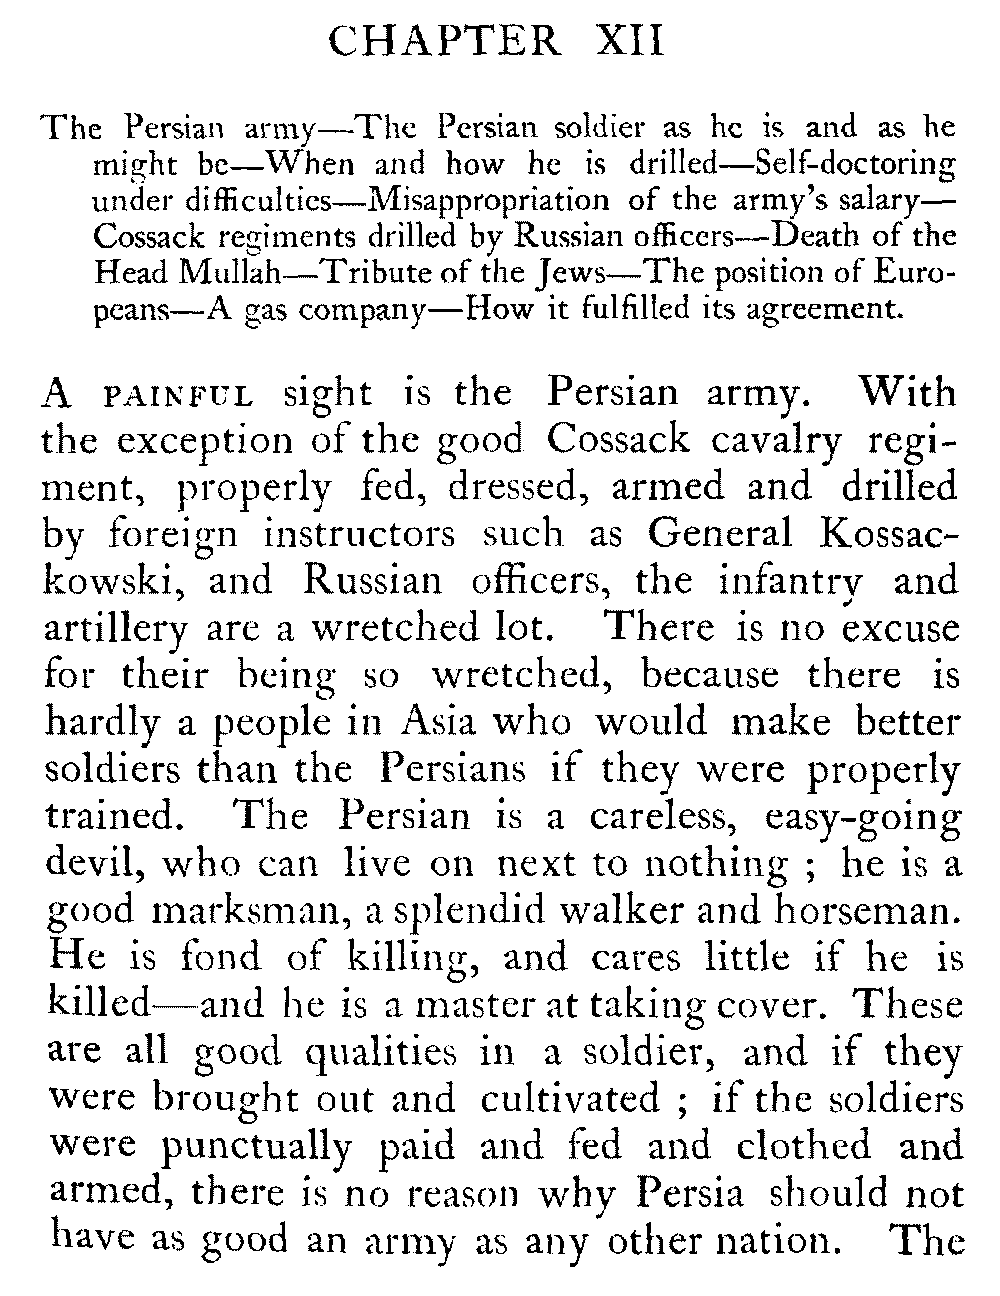 CHAPTER XII
The Persian army—The Persian soldier as he is and as he
might be—When and how he is drilled—Self-doctoring
under difficulties—Misappropriation of the army's salary—
Cossack regiments drilled by Russian officers—Death of the
Head Mullah—Tribute of the Jews—The position of Euro-
peans—A gas company—How it fulfilled its agreement.
A PAINFUL sight is the Persian army. With
the exception of the good Cossack cavalry regi-
ment, properly fed, dressed, armed and drilled
by foreign instructors such as General Kossac-
kowski, and Russian officers, the infantry and
artillery are a wretched lot. There is no excuse
for their being so wretched, because there is
hardly a people in Asia who would make better
soldiers than the Persians if they were properly
trained. The Persian is a careless, easy-going
devil, who can live on next to nothing ; he is a
good marksman, a splendid walker and horseman.
He is fond of killing, and cares little if he is
killed—and he is a master at taking cover. These
are all good qualities in a soldier, and if they
were brought out and cultivated ; if the soldiers
were punctually paid and fed and clothed and
armed, there is no reason why Persia should not
have as good an army as any other nation. The